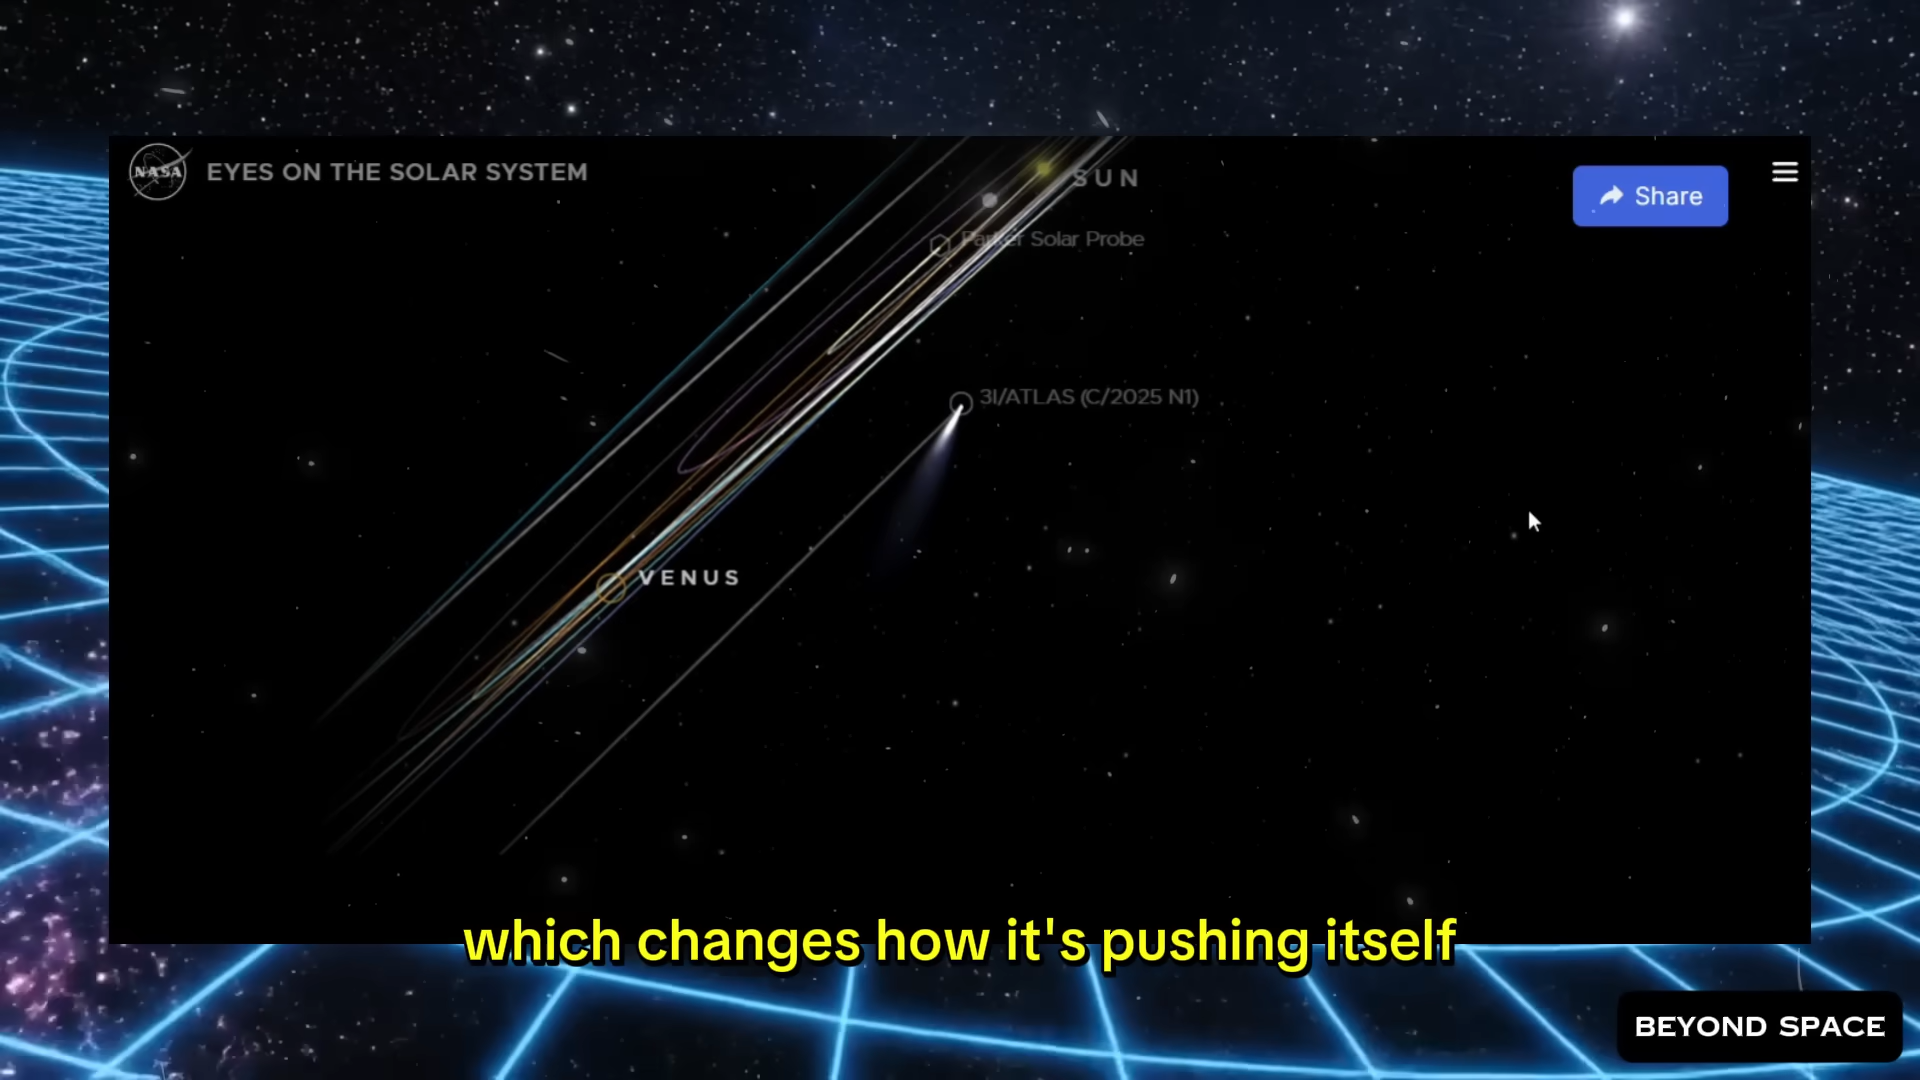 NASA
EYES ON THE SOLAR SYSTEM
SUN
Share
Parker Solar Probe
3I/ATLAS (C/2025 N1)
VENUS
which changes how it's pushing itself
BEYOND SPACE